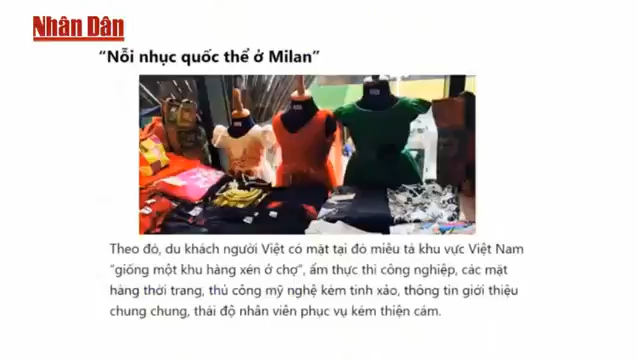 Nhân Dân
“Nỗi nhục quốc thể ở Milan”
Theo đó, du khách người Việt có mặt tại đó miêu tả khu vực Việt Nam
“giống một khu hàng xén ở chợ”, ẩm thực thì công nghiệp, các mặt
hàng thời trang, thủ công mỹ nghệ kém tinh xảo, thông tin giới thiệu
chung chung, thái độ nhân viên phục vụ kém thiện cảm.